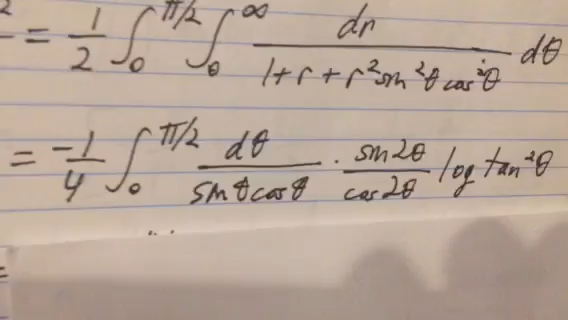 2 = 1/2 ∫_0^{π/2} ∫_0^∞ dr / (1+r+r² sin²θ cos²θ) dθ
= -1/4 ∫_0^{π/2} dθ / (sinθ cosθ) · sin2θ / cos2θ log tan²θ
...
=